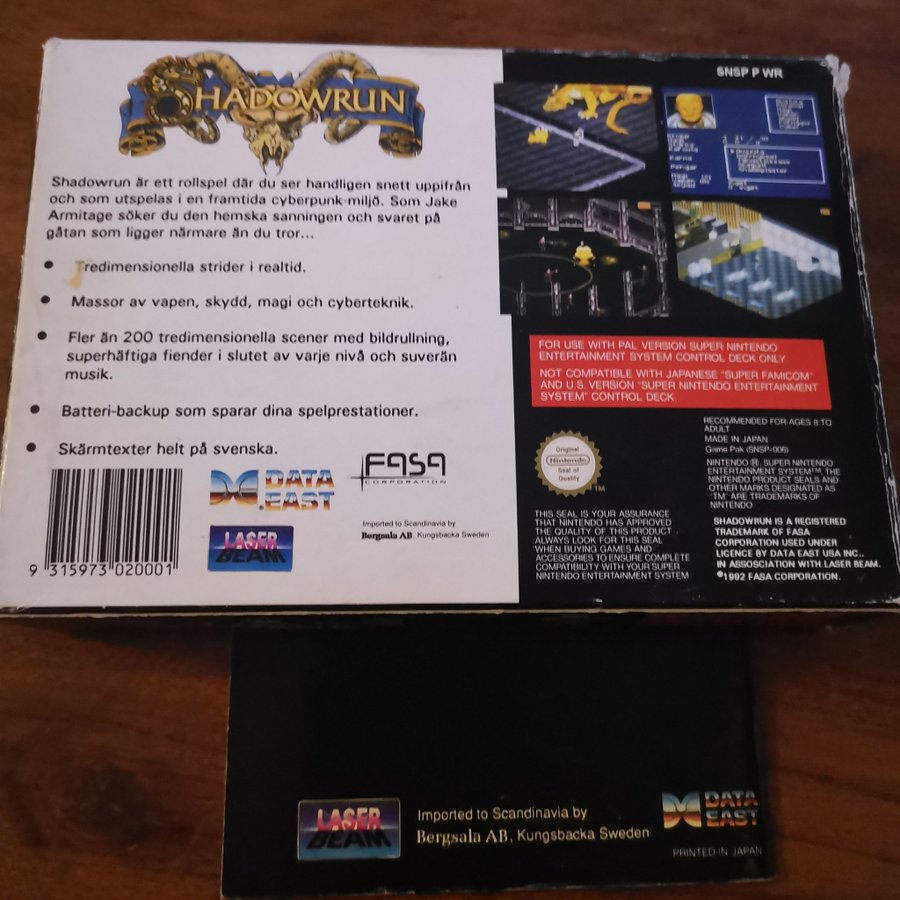 SHADOWRUN
Shadowrun är ett rollspel där du ser handligen snett uppifrån
och som utspelas i en framtida cyberpunk-miljö. Som Jake
Armitage söker du den hemska sanningen och svaret på
gåtan som ligger närmare än du tror...
• Tredimensionella strider i realtid.
• Massor av vapen, skydd, magi och cyberteknik.
• Fler än 200 tredimensionella scener med bildrullning,
superhäftiga fiender i slutet av varje nivå och suverän
musik.
• Batteri-backup som sparar dina spelprestationer.
• Skärmtexter helt på svenska.
9 315973 020001
DATA
EAST
FASA
CORPORATION
LASER
BEAM
Imported to Scandinavia by
Bergsala AB, Kungsbacka Sweden
SNSP P WR
FOR USE WITH PAL VERSION SUPER NINTENDO
ENTERTAINMENT SYSTEM CONTROL DECK ONLY
NOT COMPATIBLE WITH JAPANESE "SUPER FAMICOM"
AND U.S. VERSION "SUPER NINTENDO ENTERTAINMENT
SYSTEM" CONTROL DECK.
Original
Nintendo
Seal of
Quality
TM
THIS SEAL IS YOUR ASSURANCE
THAT NINTENDO HAS APPROVED
THE QUALITY OF THIS PRODUCT.
ALWAYS LOOK FOR THIS SEAL
WHEN BUYING GAMES AND
ACCESSORIES TO ENSURE COMPLETE
COMPATIBILITY WITH YOUR SUPER
NINTENDO ENTERTAINMENT SYSTEM
RECOMMENDED FOR AGES 8 TO
ADULT
MADE IN JAPAN
Game Pak (SNSP-006)
NINTENDO ®, SUPER NINTENDO
ENTERTAINMENT SYSTEM™, THE
NINTENDO PRODUCT SEALS AND
OTHER MARKS DESIGNATED AS
"TM" ARE TRADEMARKS OF
NINTENDO
SHADOWRUN IS A REGISTERED
TRADEMARK OF FASA
CORPORATION USED UNDER
LICENCE BY DATA EAST USA INC.,
IN ASSOSCIATION WITH LASER BEAM.
©1992 FASA CORPORATION.
LASER
BEAM
Imported to Scandinavia by
Bergsala AB, Kungsbacka Sweden
DATA
EAST
PRINTED IN JAPAN